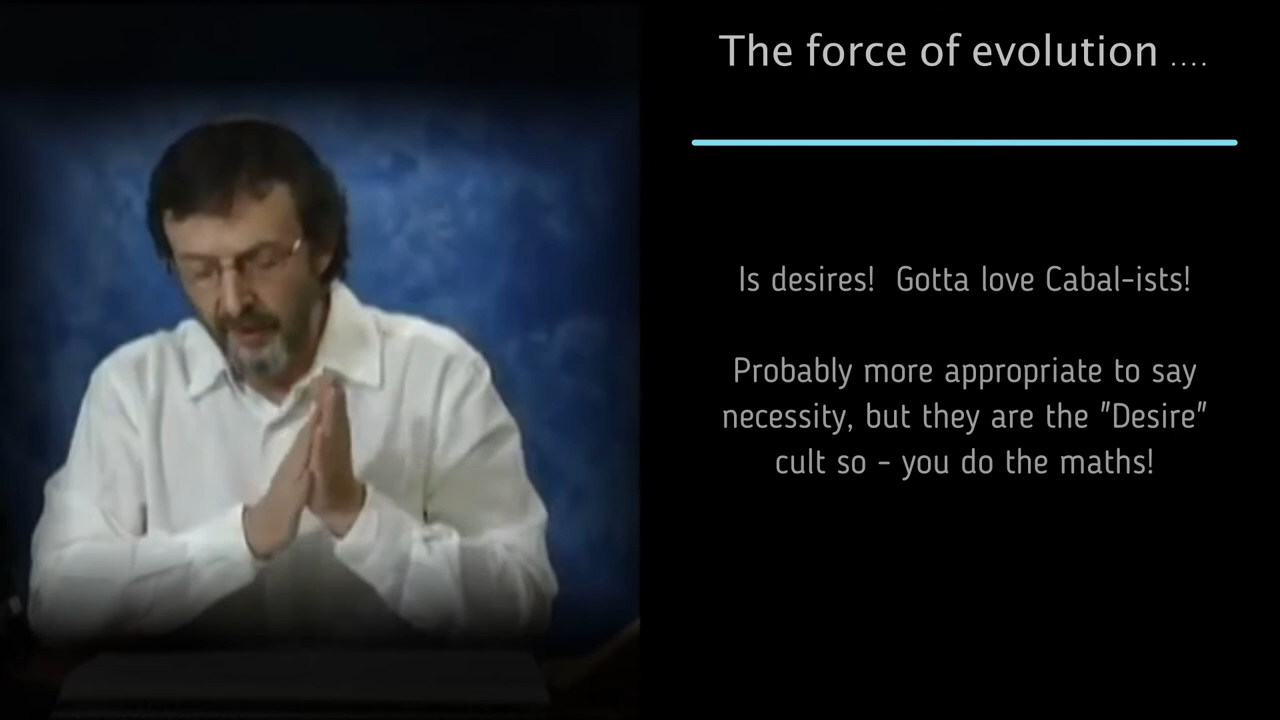 The force of evolution ....
Is desires!  Gotta love Cabal-ists!
Probably more appropriate to say
necessity, but they are the "Desire"
cult so - you do the maths!